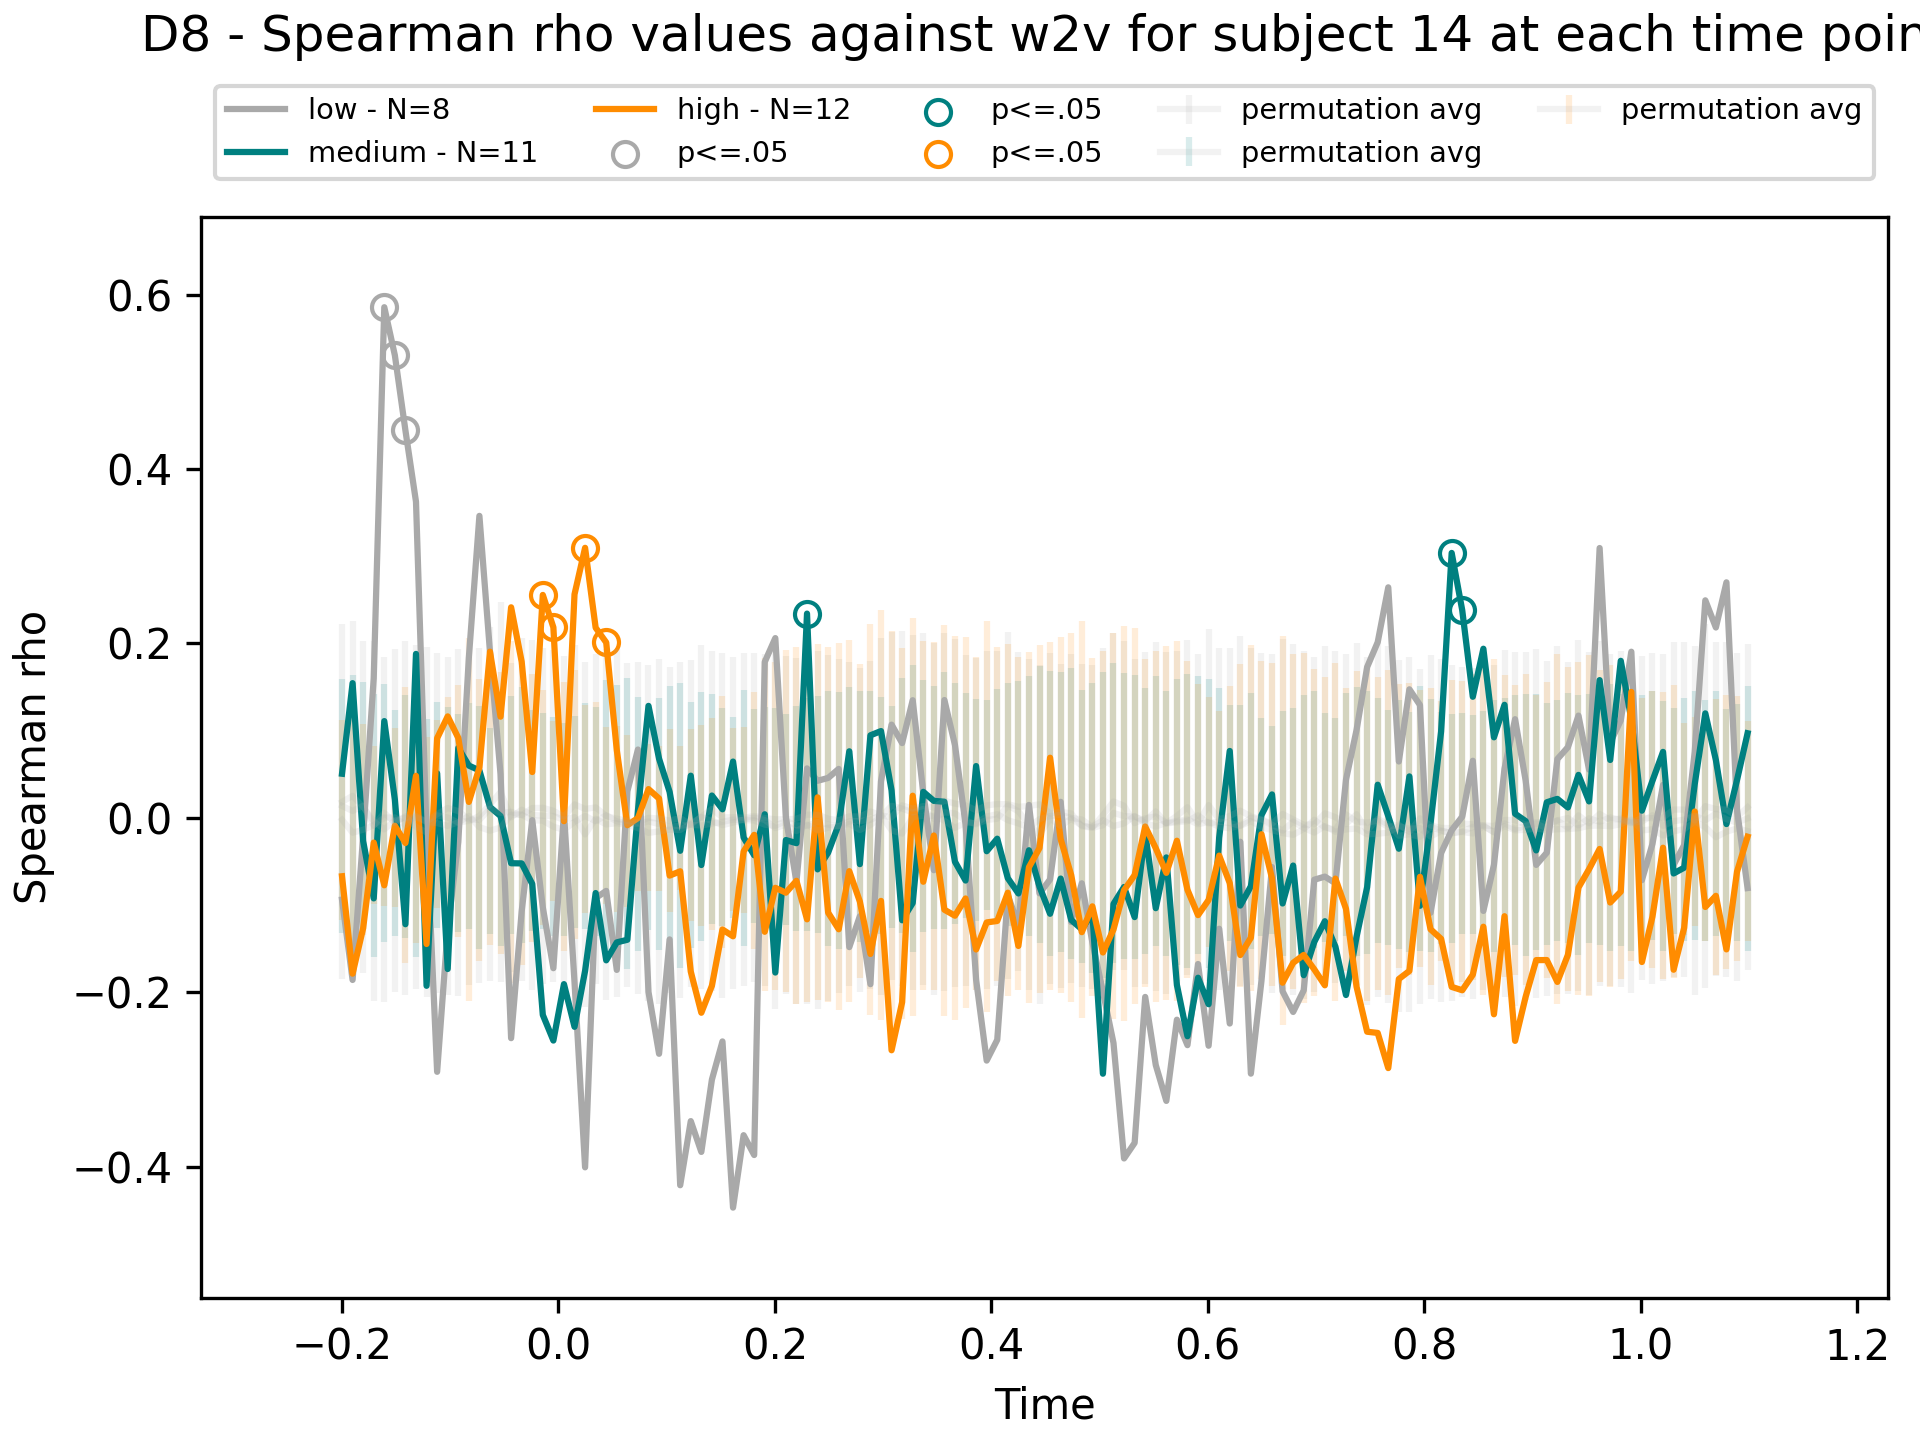 D8 - Spearman rho values against w2v for subject 14 at each time poin
low - N=8
medium - N=11
high - N=12
p<=.05
p<=.05
p<=.05
permutation avg
permutation avg
permutation avg
Spearman rho
0.6
0.4
0.2
0.0
−0.2
−0.4
−0.2 0.0 0.2 0.4 0.6 0.8 1.0 1.2
Time